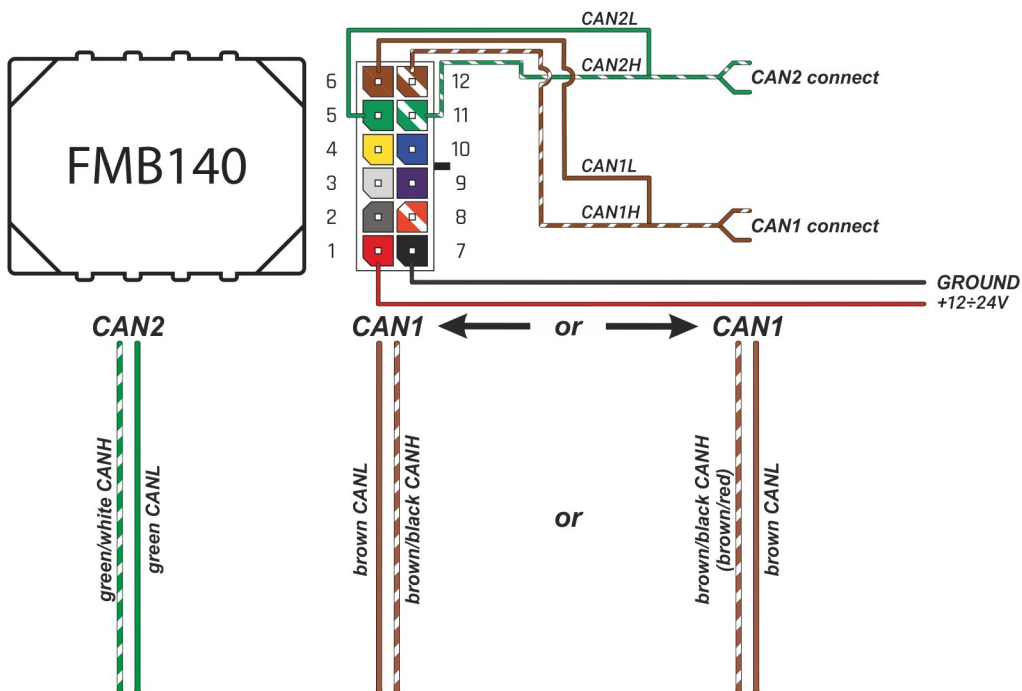 CAN2L
CAN2H
CAN2 connect
FMB140
6
12
5
11
4
10
3
9
2
8
1
7
CAN1L
CAN1H
CAN1 connect
GROUND
+12÷24V
CAN2
CAN1
or
CAN1
green/white CANH
green CANL
brown CANL
brown/black CANH
or
brown/black CANH
(brown/red)
brown CANL